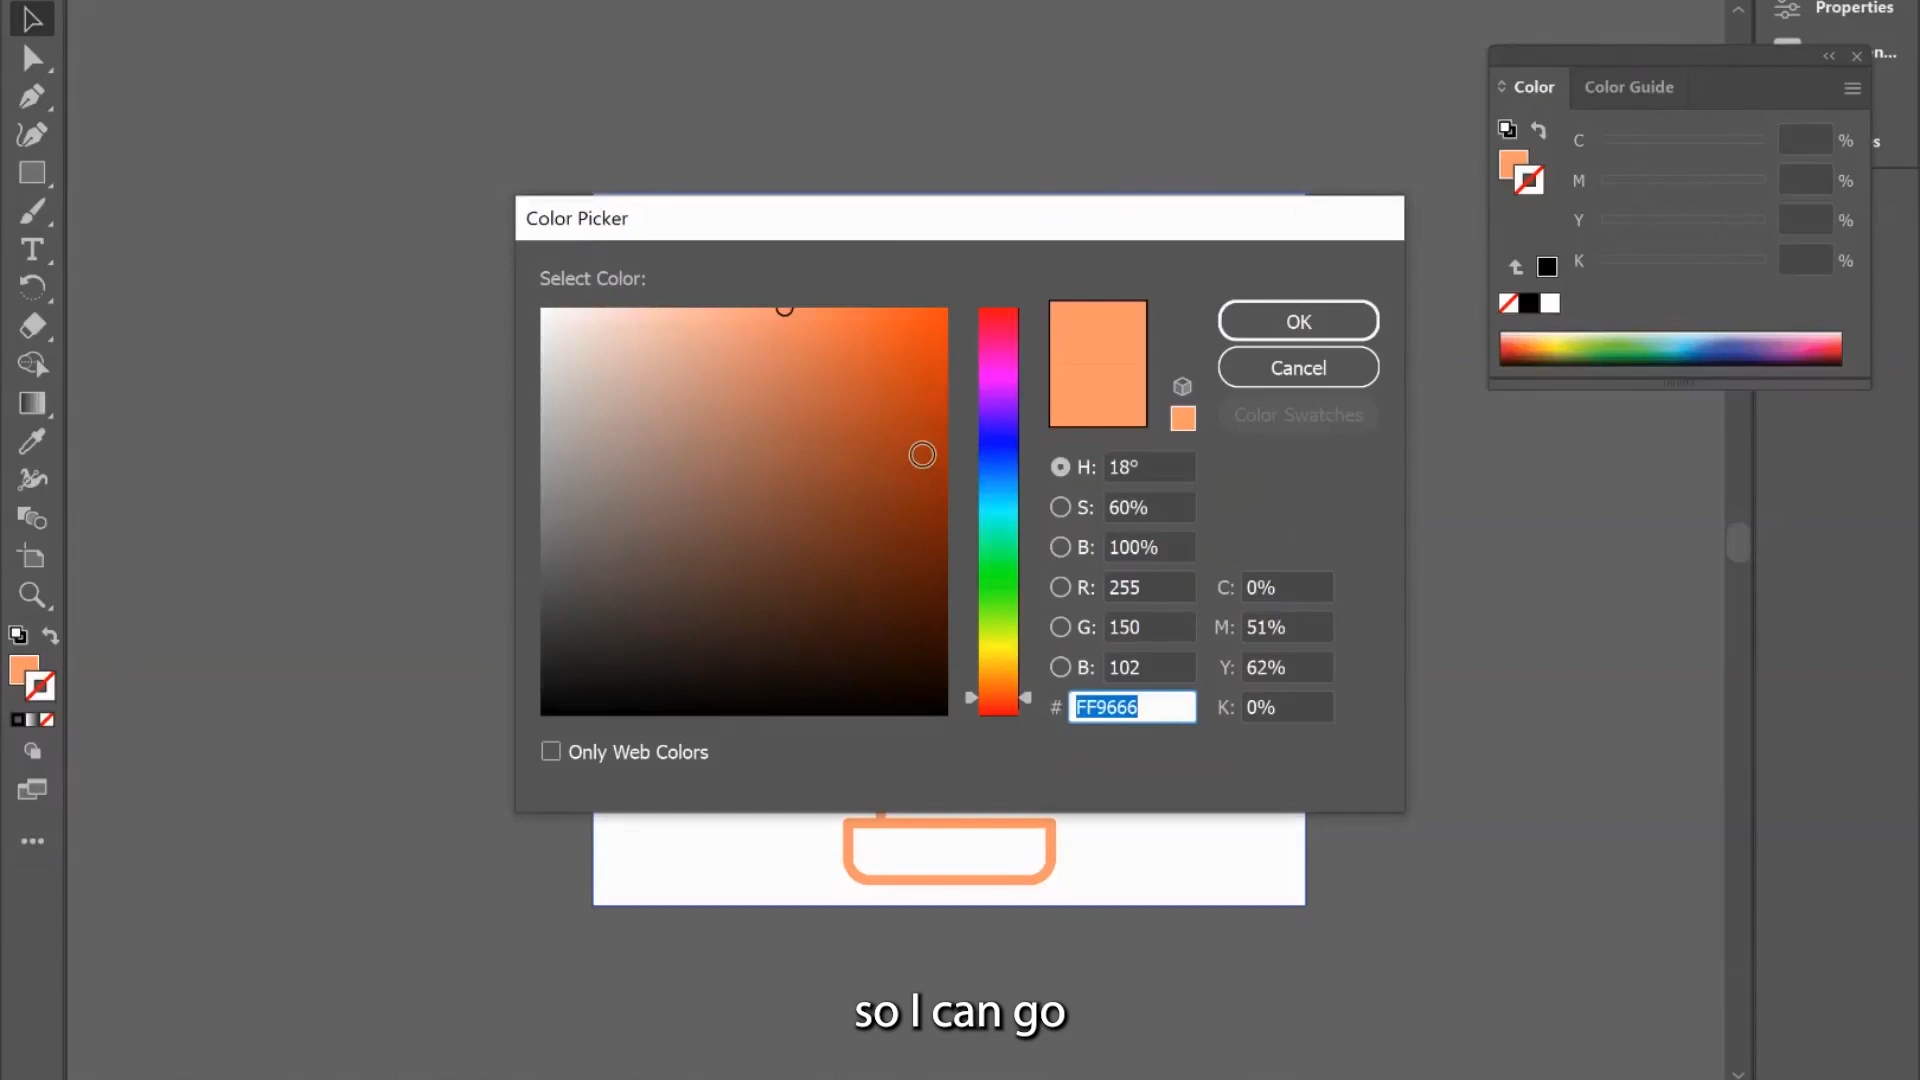 Properties
n...
Color
Color Guide
C %
s
M %
Y %
K %
Color Picker
Select Color:
OK
Cancel
Color Swatches
H: 18°
S: 60%
B: 100%
R: 255 C: 0%
G: 150 M: 51%
B: 102 Y: 62%
# FF9666 K: 0%
Only Web Colors
so I can go